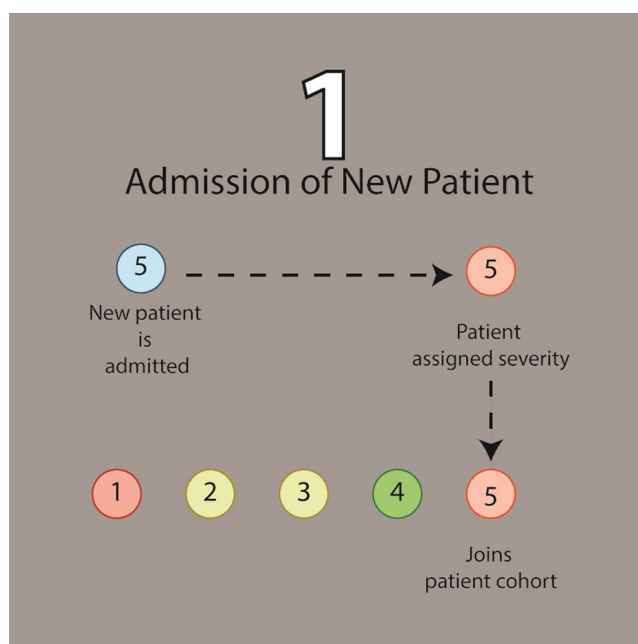 1
Admission of New Patient
5
5
New patient
is
admitted
Patient
assigned severity
1 2 3 4 5
Joins
patient cohort